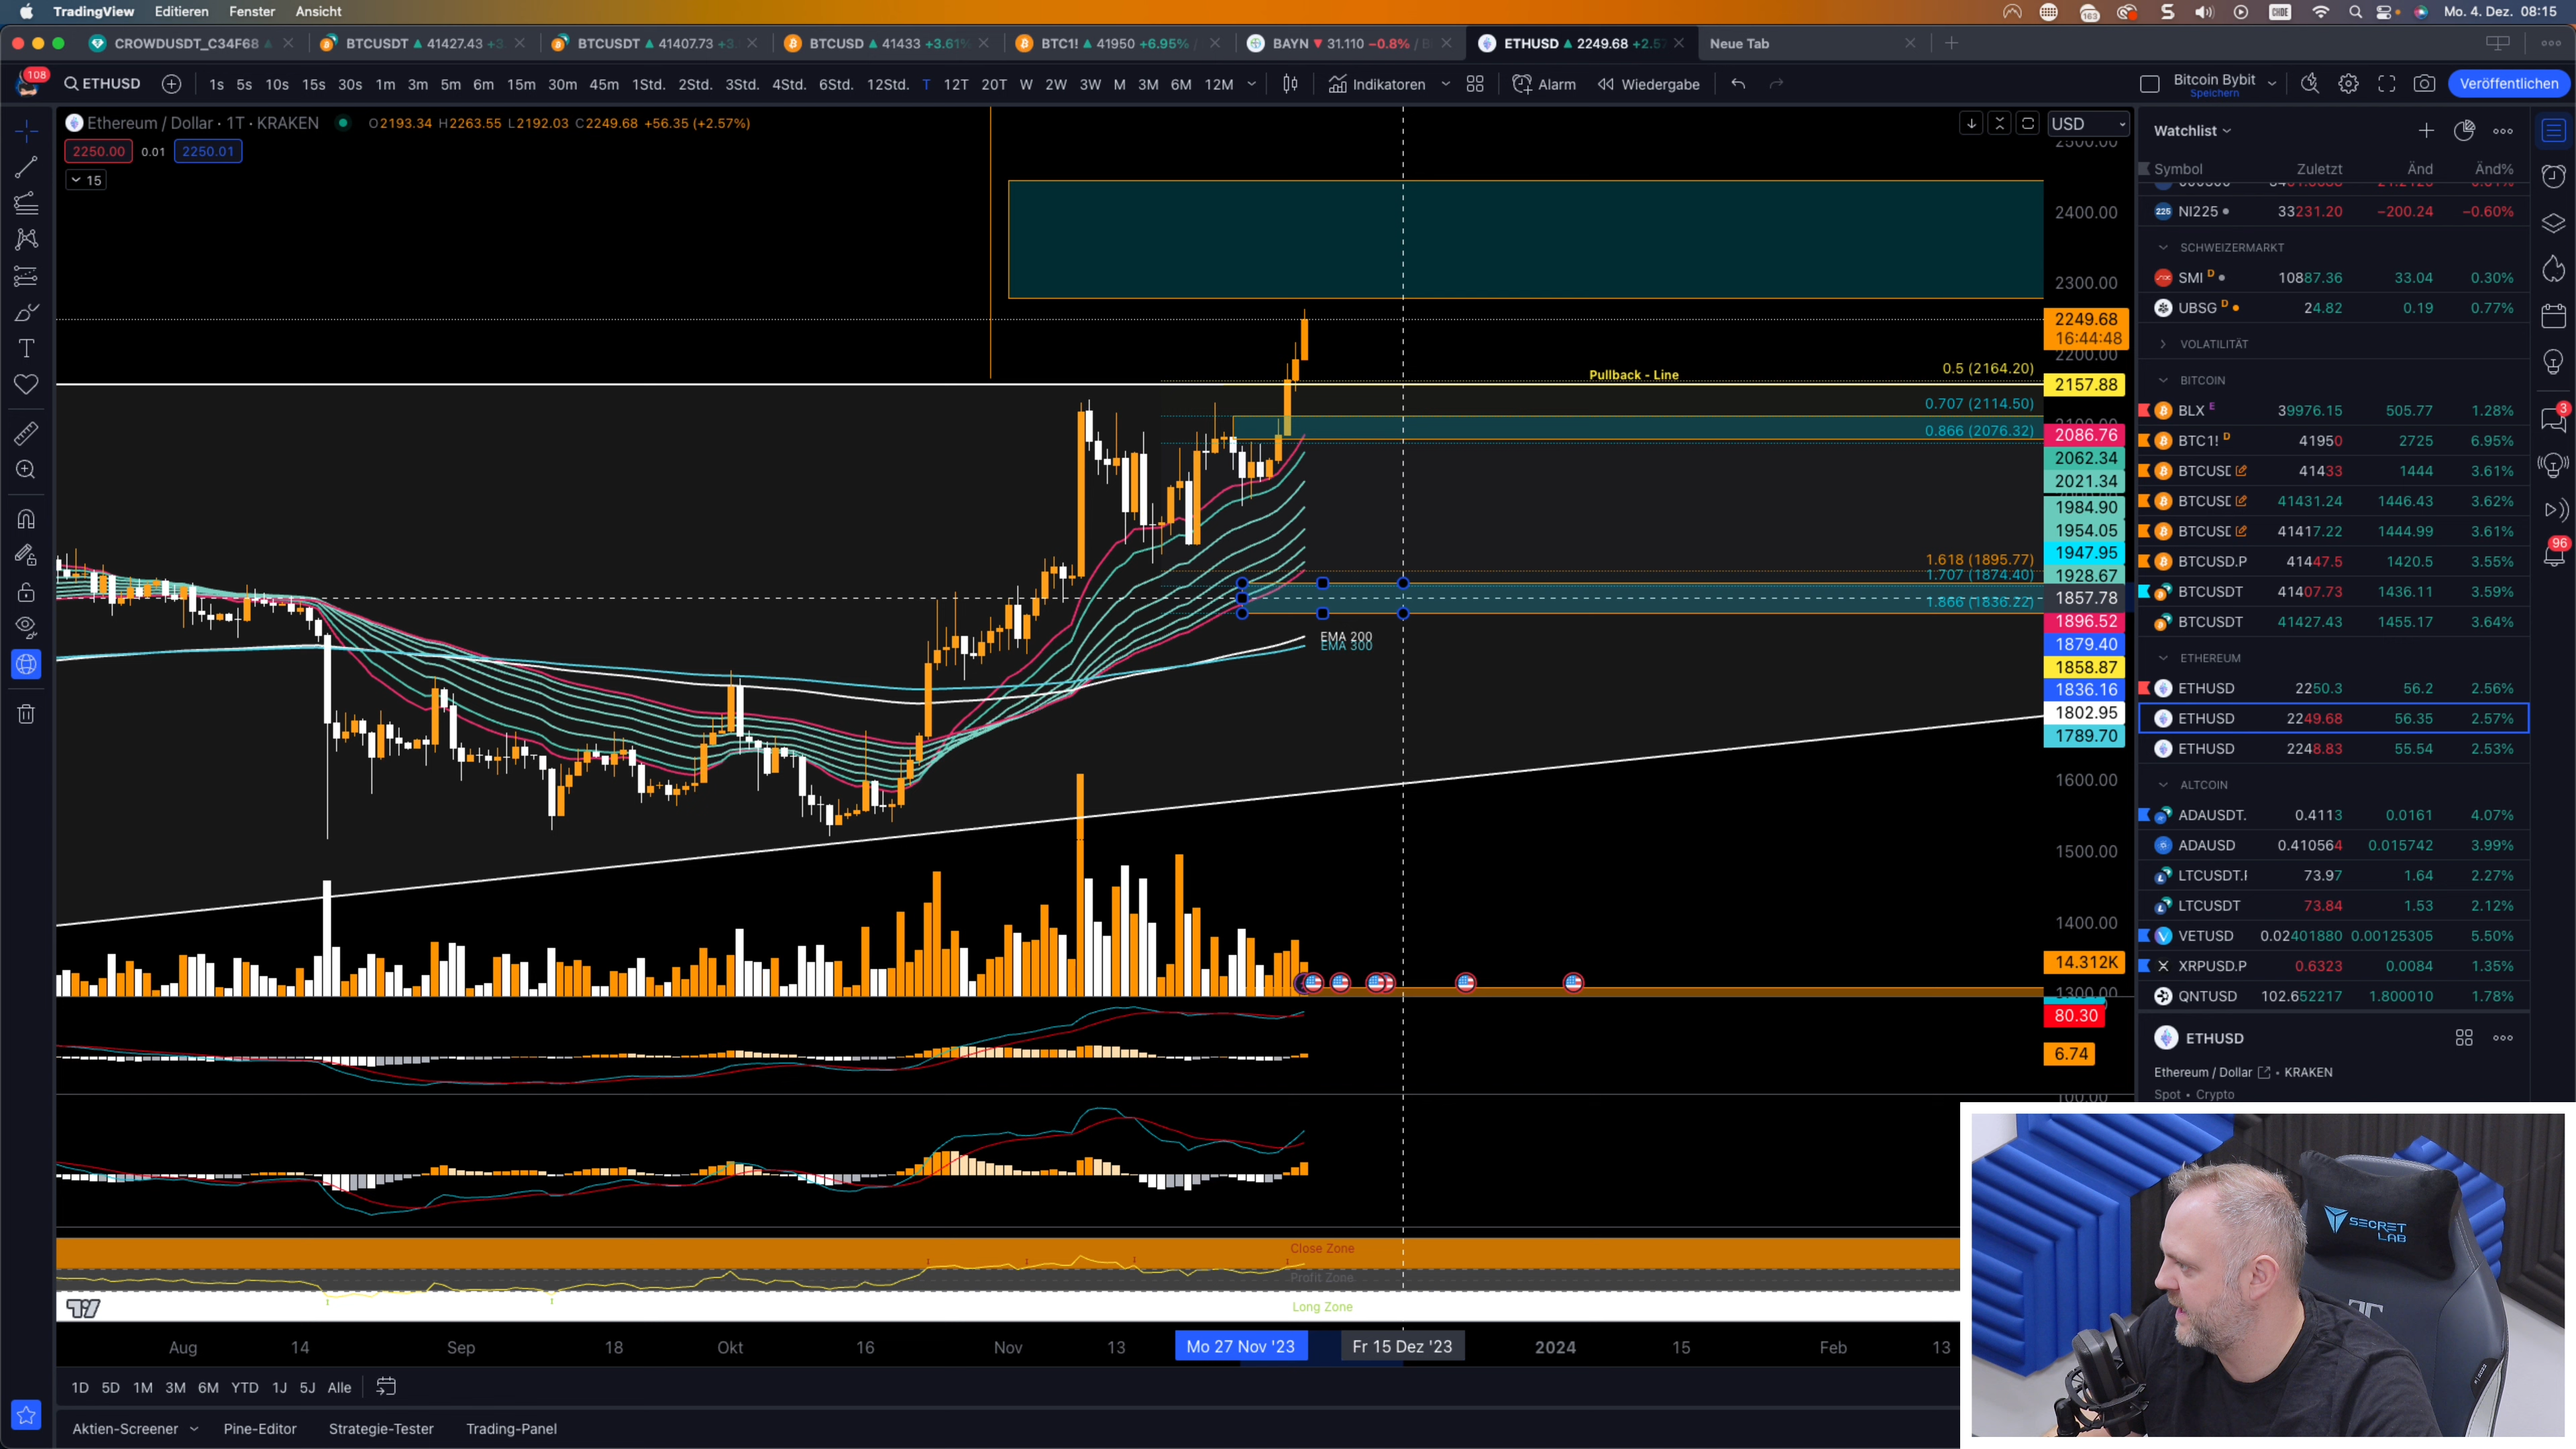 TradingView Editieren Fenster Ansicht
163
CHDE
Mo. 4. Dez. 08:15
CROWDUSDT_C34F68
BTCUSDT ▲ 41427.43 +3
BTCUSDT ▲ 41407.73 +3
BTCUSD ▲ 41433 +3.61%
BTC1! ▲ 41950 +6.95%
BAYN ▼ 31.110 −0.8% /
ETHUSD ▲ 2249.68 +2.5
Neue Tab
108
ETHUSD
1s 5s 10s 15s 30s 1m 3m 5m 6m 15m 30m 45m 1Std. 2Std. 3Std. 4Std. 6Std. 12Std. T 12T 20T W 2W 3W M 3M 6M 12M
Indikatoren
Alarm
Wiedergabe
Bitcoin Bybit
Speichern
Veröffentlichen
Ethereum / Dollar · 1T · KRAKEN
O2193.34 H2263.55 L2192.03 C2249.68 +56.35 (+2.57%)
2250.00 0.01 2250.01
15
USD
2500.00
2400.00
2300.00
2249.68
16:44:48
2200.00
Pullback - Line
0.5 (2164.20)
2157.88
0.707 (2114.50)
0.866 (2076.32)
2086.76
2062.34
2021.34
1984.90
1954.05
1947.95
1.618 (1895.77)
1.707 (1874.40)
1928.67
1857.78
1.866 (1836.22)
1896.52
EMA 200
EMA 300
1879.40
1858.87
1836.16
1802.95
1789.70
1600.00
1500.00
1400.00
14.312K
1300.00
80.30
6.74
100.00
Close Zone
Profit Zone
Long Zone
Aug 14 Sep 18 Okt 16 Nov 13 Mo 27 Nov '23 Fr 15 Dez '23 2024 15 Feb 13
1D 5D 1M 3M 6M YTD 1J 5J Alle
Aktien-Screener Pine-Editor Strategie-Tester Trading-Panel
Watchlist
Symbol Zuletzt Änd Änd%
NI225 33231.20 −200.24 −0.60%
SCHWEIZERMARKT
SMI D 10887.36 33.04 0.30%
UBSG D 24.82 0.19 0.77%
VOLATILITÄT
BITCOIN
BLX E 39976.15 505.77 1.28%
BTC1! D 41950 2725 6.95%
BTCUSD 41433 1444 3.61%
BTCUSD 41431.24 1446.43 3.62%
BTCUSD 41417.22 1444.99 3.61%
BTCUSD.P 41447.5 1420.5 3.55%
BTCUSDT 41407.73 1436.11 3.59%
BTCUSDT 41427.43 1455.17 3.64%
ETHEREUM
ETHUSD 2250.3 56.2 2.56%
ETHUSD 2249.68 56.35 2.57%
ETHUSD 2248.83 55.54 2.53%
ALTCOIN
ADAUSDT. 0.4113 0.0161 4.07%
ADAUSD 0.410564 0.015742 3.99%
LTCUSDT.I 73.97 1.64 2.27%
LTCUSDT 73.84 1.53 2.12%
VETUSD 0.02401880 0.00125305 5.50%
XRPUSD.P 0.6323 0.0084 1.35%
QNTUSD 102.652217 1.800010 1.78%
ETHUSD
Ethereum / Dollar • KRAKEN
Spot • Crypto
3
96
SECRET
LAB